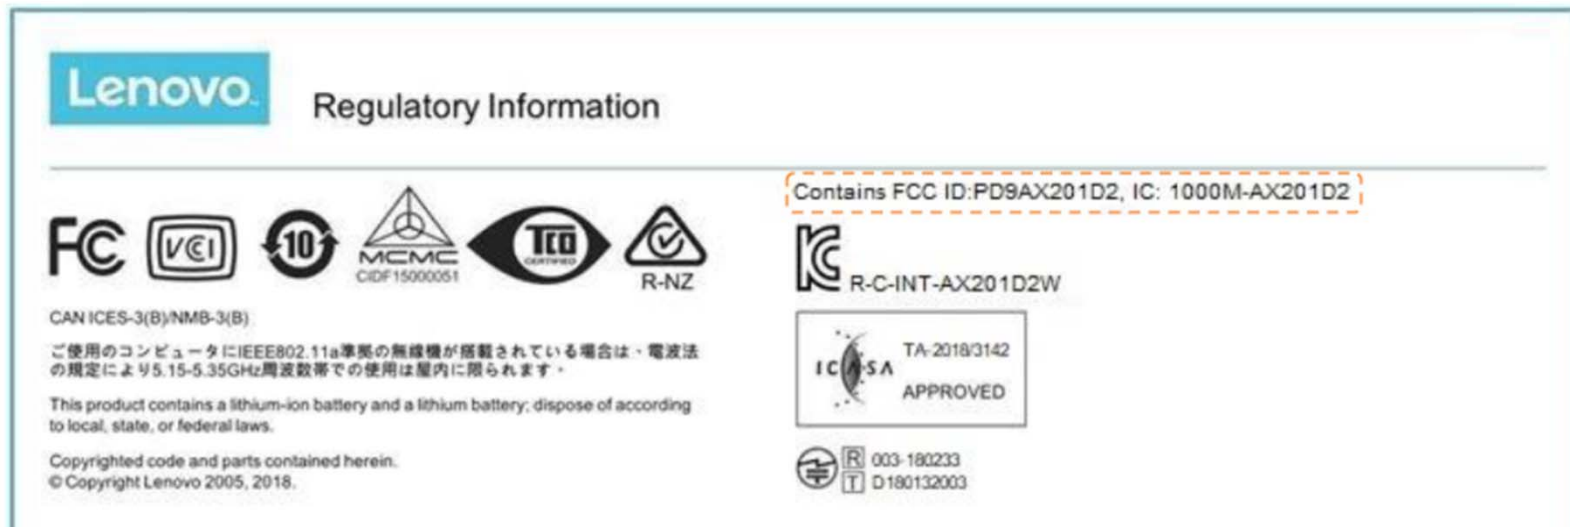 Lenovo
Regulatory Information
Contains FCC ID:PD9AX201D2, IC: 1000M-AX201D2
FC
VCI
10
MCMC
CIDF15000051
TCO
CERTIFIED
R-NZ
R-C-INT-AX201D2W
CAN ICES-3(B)/NMB-3(B)
ご使用のコンピュータにIEEE802.11a準拠の無線機が搭載されている場合は、電波法
の規定により5.15-5.35GHz周波数帯での使用は屋内に限られます。
This product contains a lithium-ion battery and a lithium battery; dispose of according
to local, state, or federal laws.
Copyrighted code and parts contained herein.
© Copyright Lenovo 2005, 2018.
ICASA
TA-2018/3142
APPROVED
R 003-180233
T D180132003